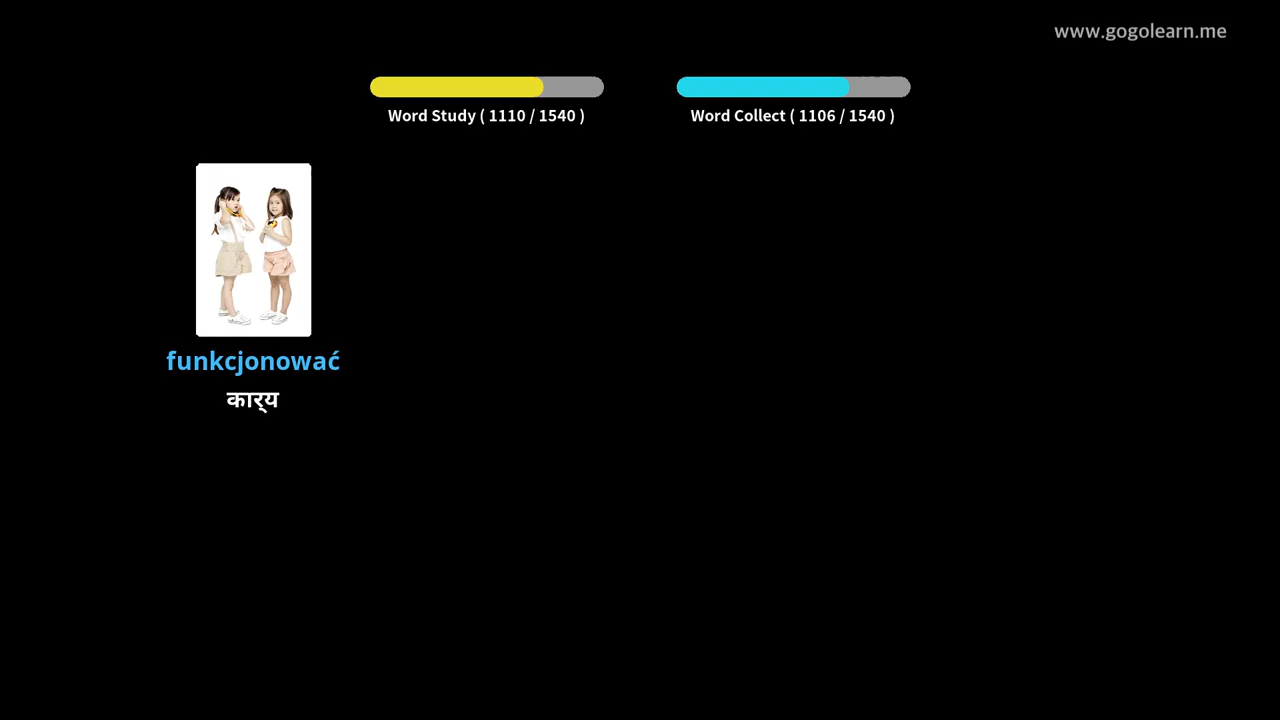 www.gogolearn.me
Word Study ( 1110 / 1540 )
Word Collect ( 1106 / 1540 )
funkcjonować
कार्य